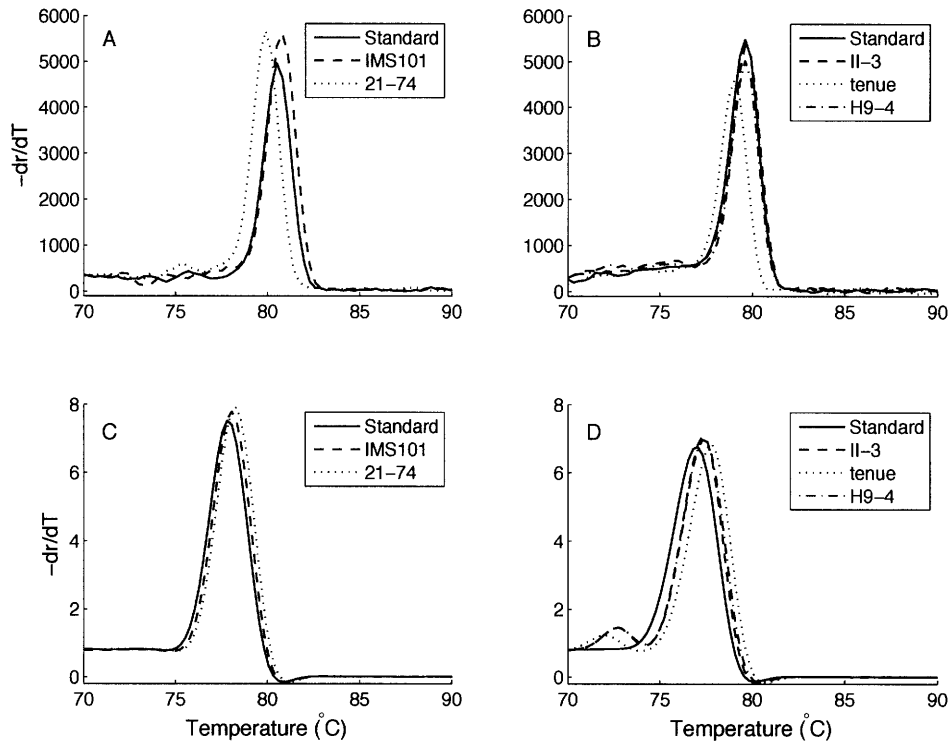 A
Standard
IMS101
21-74
6000
5000
4000
3000
2000
1000
0
−dr/dT
70 75 80 85 90
B
Standard
II-3
tenue
H9-4
6000
5000
4000
3000
2000
1000
0
70 75 80 85 90
C
Standard
IMS101
21-74
8
6
4
2
0
−dr/dT
70 75 80 85 90
Temperature (°C)
D
Standard
II-3
tenue
H9-4
8
6
4
2
0
70 75 80 85 90
Temperature (°C)